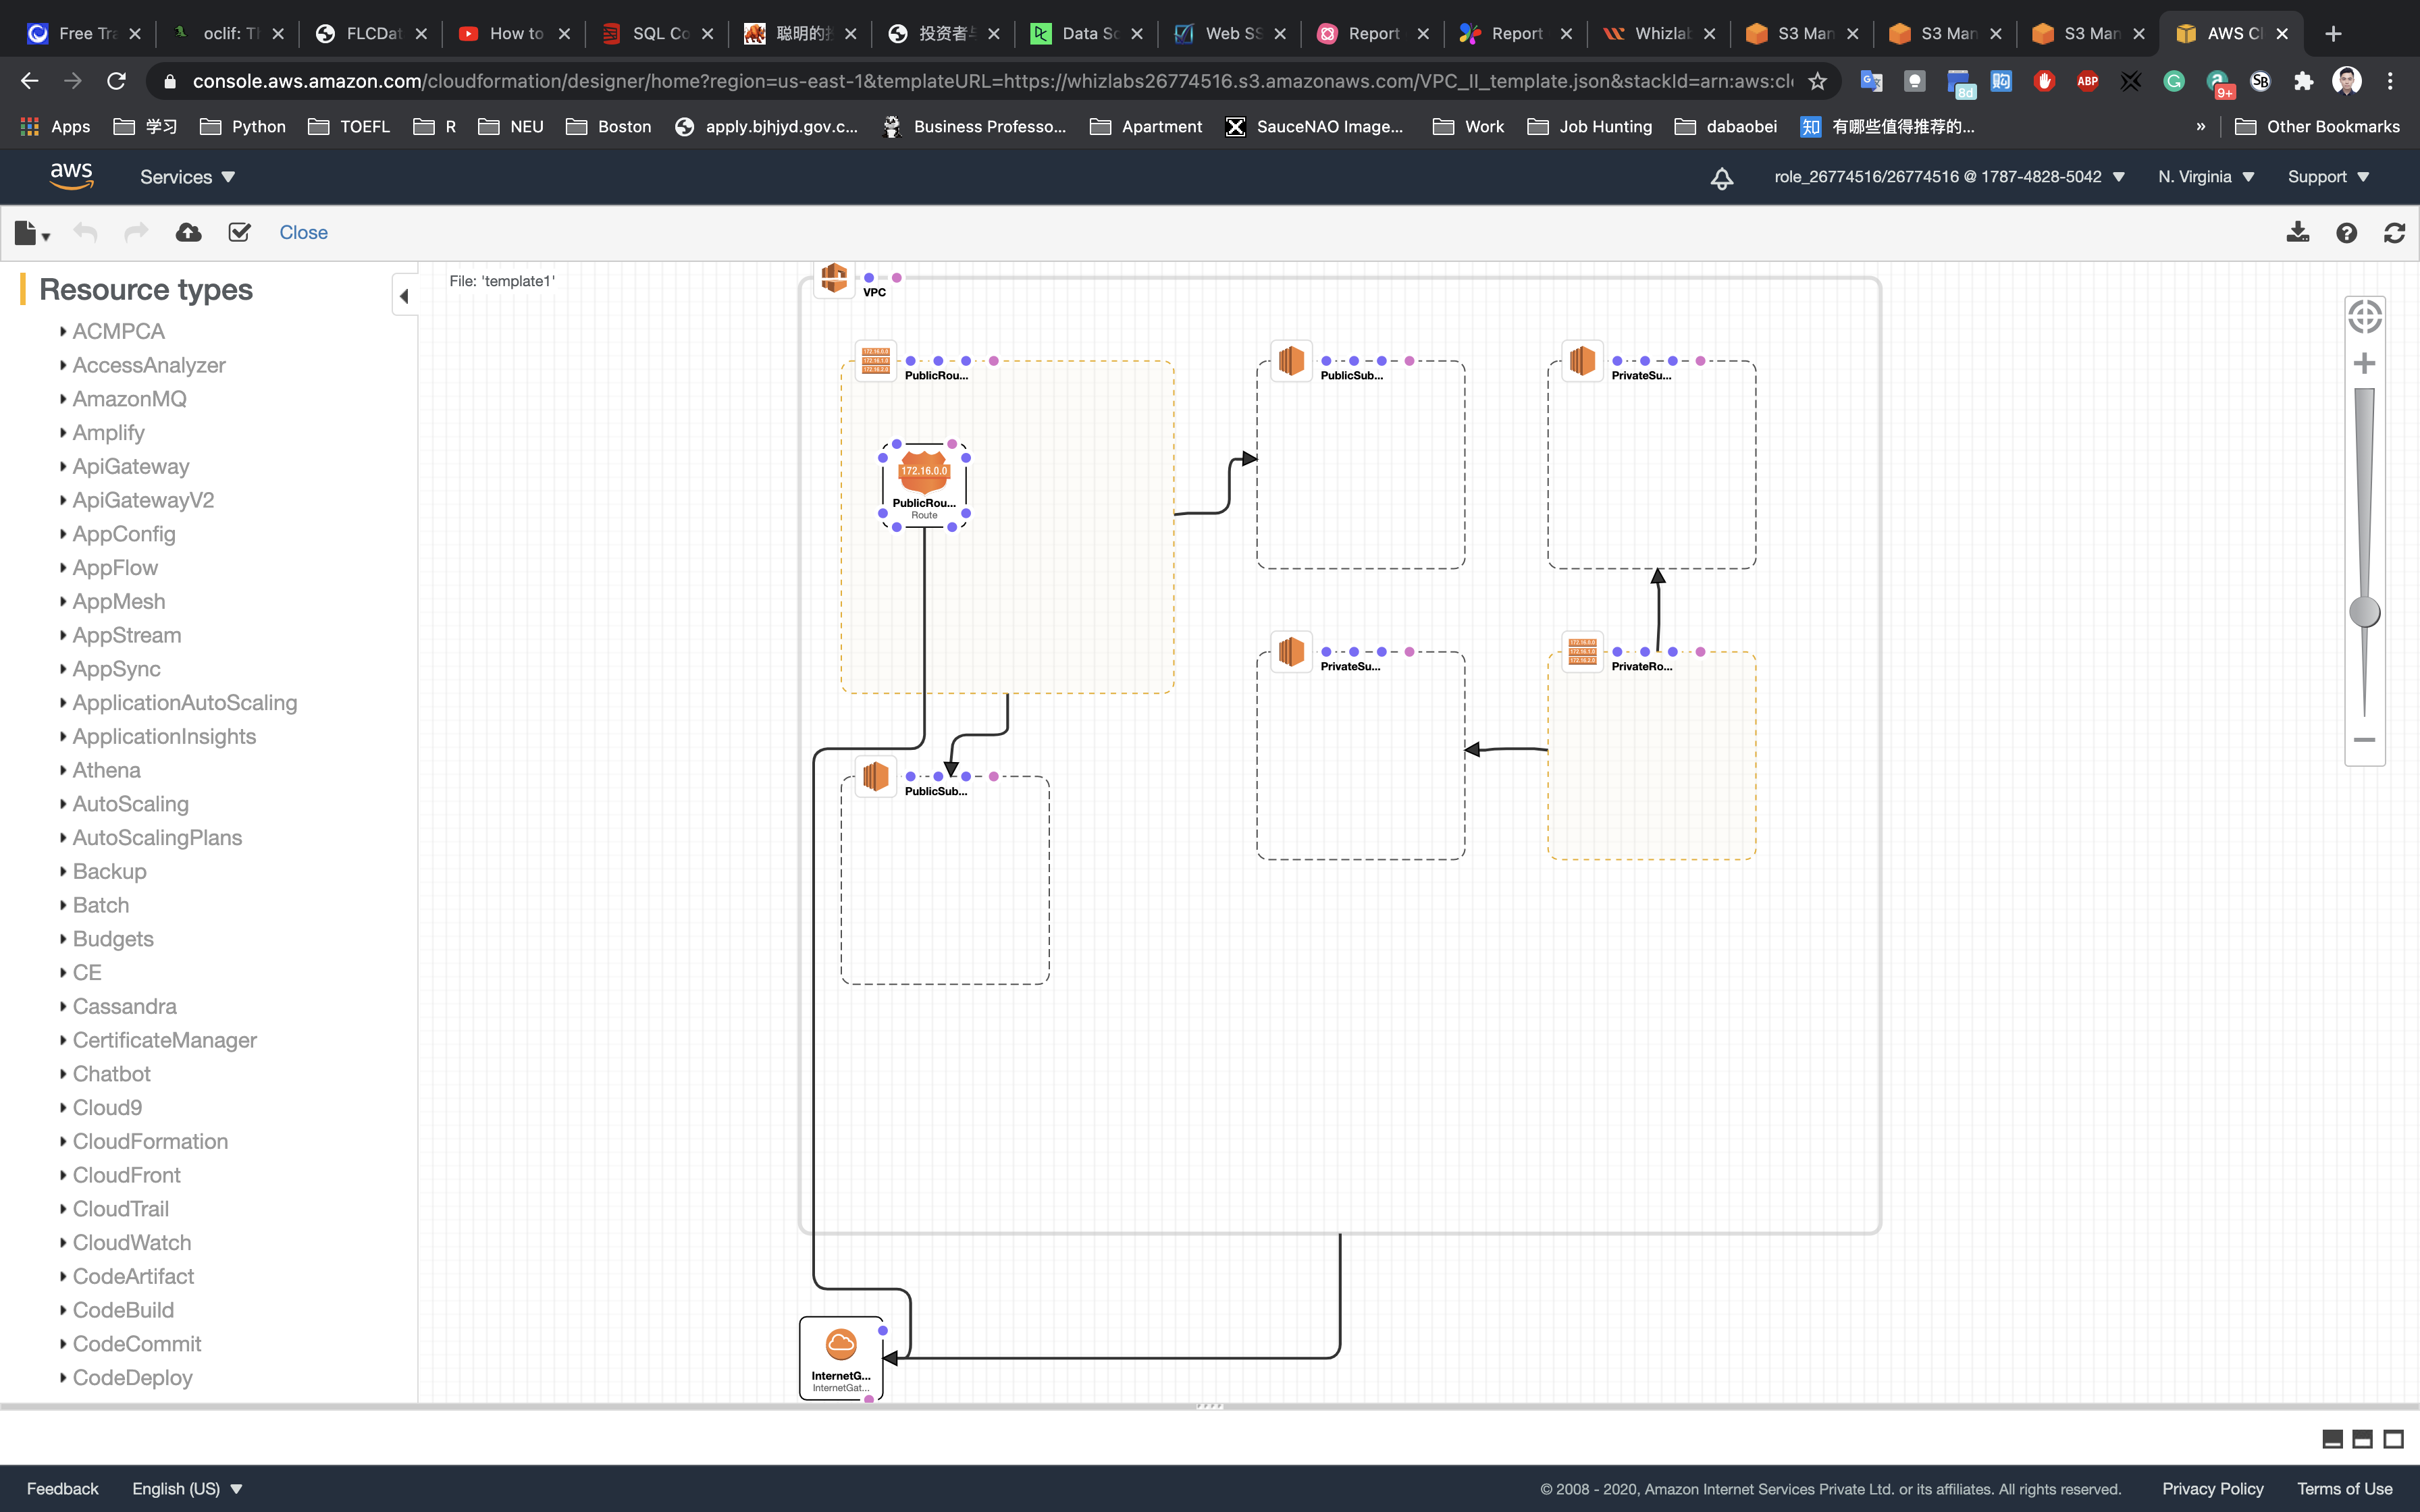 Free Tra
oclif: Tl
FLCDat
How to
SQL Co
聪明的投
投资者与
Data Sc
Web SS
Report
Report
Whizlab
S3 Man
S3 Man
S3 Man
AWS Cl
console.aws.amazon.com/cloudformation/designer/home?region=us-east-1&templateURL=https://whizlabs26774516.s3.amazonaws.com/VPC_II_template.json&stackId=arn:aws:cl
8d
ABP
9+
SB
Apps
学习
Python
TOEFL
R
NEU
Boston
apply.bjhjyd.gov.c...
Business Professo...
Apartment
SauceNAO Image...
Work
Job Hunting
dabaobei
知 有哪些值得推荐的...
»
Other Bookmarks
aws
Services
role_26774516/26774516 @ 1787-4828-5042
N. Virginia
Support
Close
Resource types
ACMPCA
AccessAnalyzer
AmazonMQ
Amplify
ApiGateway
ApiGatewayV2
AppConfig
AppFlow
AppMesh
AppStream
AppSync
ApplicationAutoScaling
ApplicationInsights
Athena
AutoScaling
AutoScalingPlans
Backup
Batch
Budgets
CE
Cassandra
CertificateManager
Chatbot
Cloud9
CloudFormation
CloudFront
CloudTrail
CloudWatch
CodeArtifact
CodeBuild
CodeCommit
CodeDeploy
File: 'template1'
VPC
PublicRou...
PublicSub...
PrivateSu...
172.16.0.0
PublicRou...
Route
PrivateSu...
PrivateRo...
PublicSub...
InternetG...
InternetGat...
Feedback
English (US)
© 2008 - 2020, Amazon Internet Services Private Ltd. or its affiliates. All rights reserved.
Privacy Policy
Terms of Use